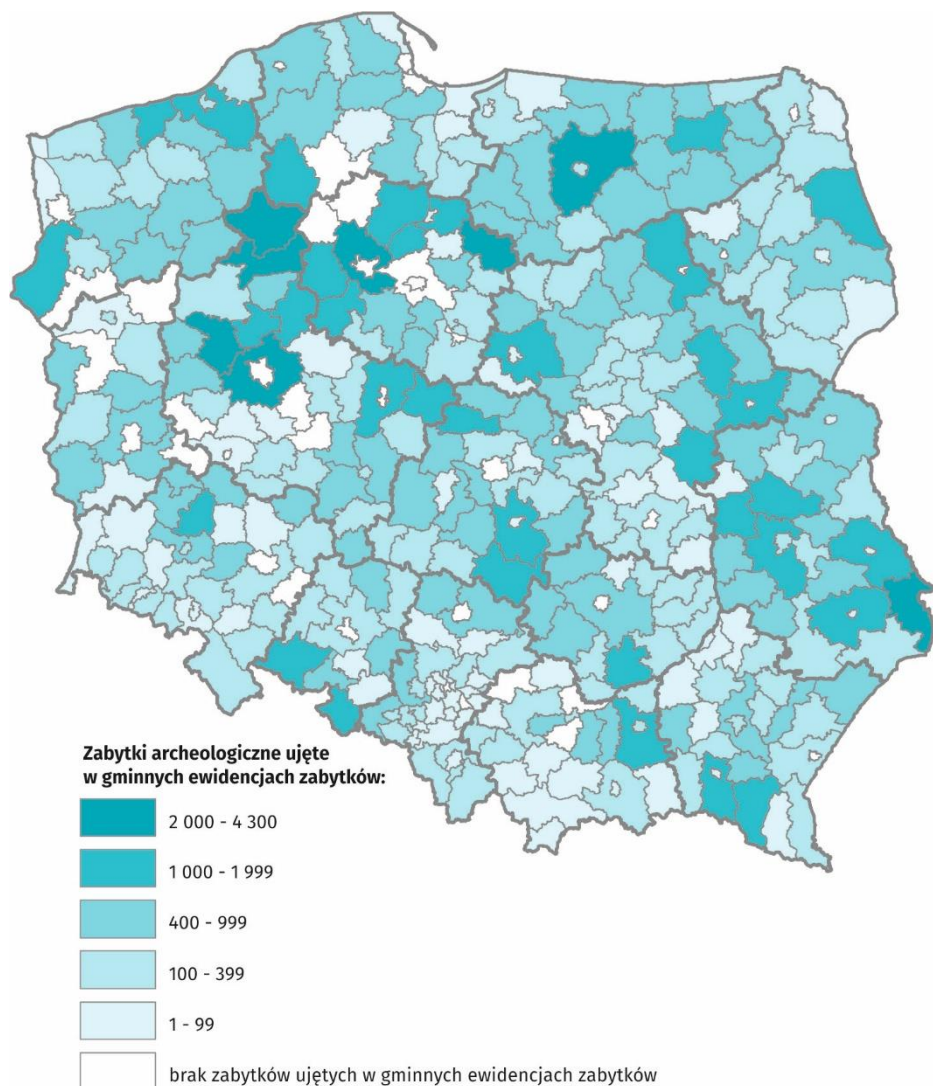 Zabytki archeologiczne ujęte
w gminnych ewidencjach zabytków:
2 000 - 4 300
1 000 - 1 999
400 - 999
100 - 399
1 - 99
brak zabytków ujętych w gminnych ewidencjach zabytków